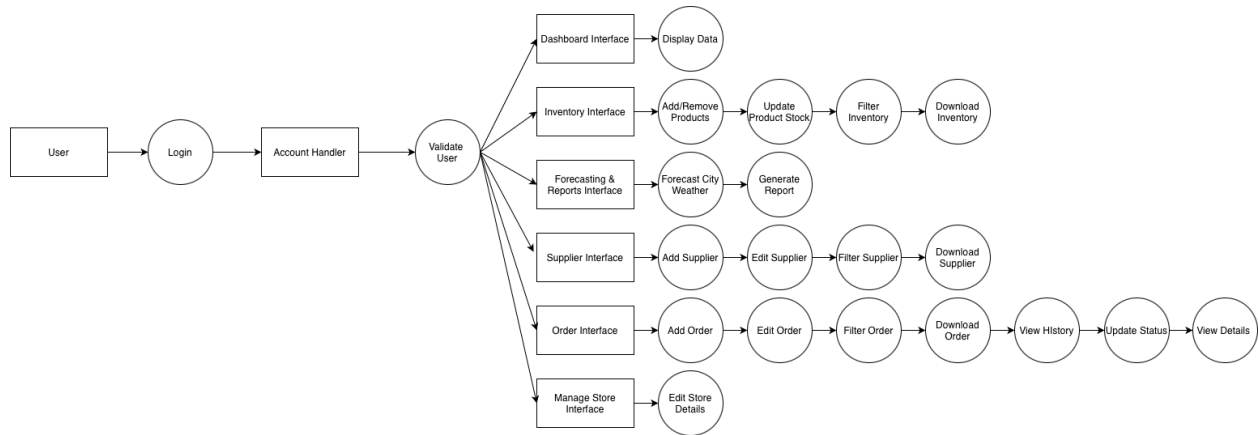 User
Login
Account Handler
Validate
User
Dashboard Interface
Display Data
Inventory Interface
Add/Remove
Products
Update
Product Stock
Filter
Inventory
Download
Inventory
Forecasting &
Reports Interface
Forecast City
Weather
Generate
Report
Supplier Interface
Add Supplier
Edit Supplier
Filter Supplier
Download
Supplier
Order Interface
Add Order
Edit Order
Filter Order
Download
Order
View HIstory
Update Status
View Details
Manage Store
Interface
Edit Store
Details